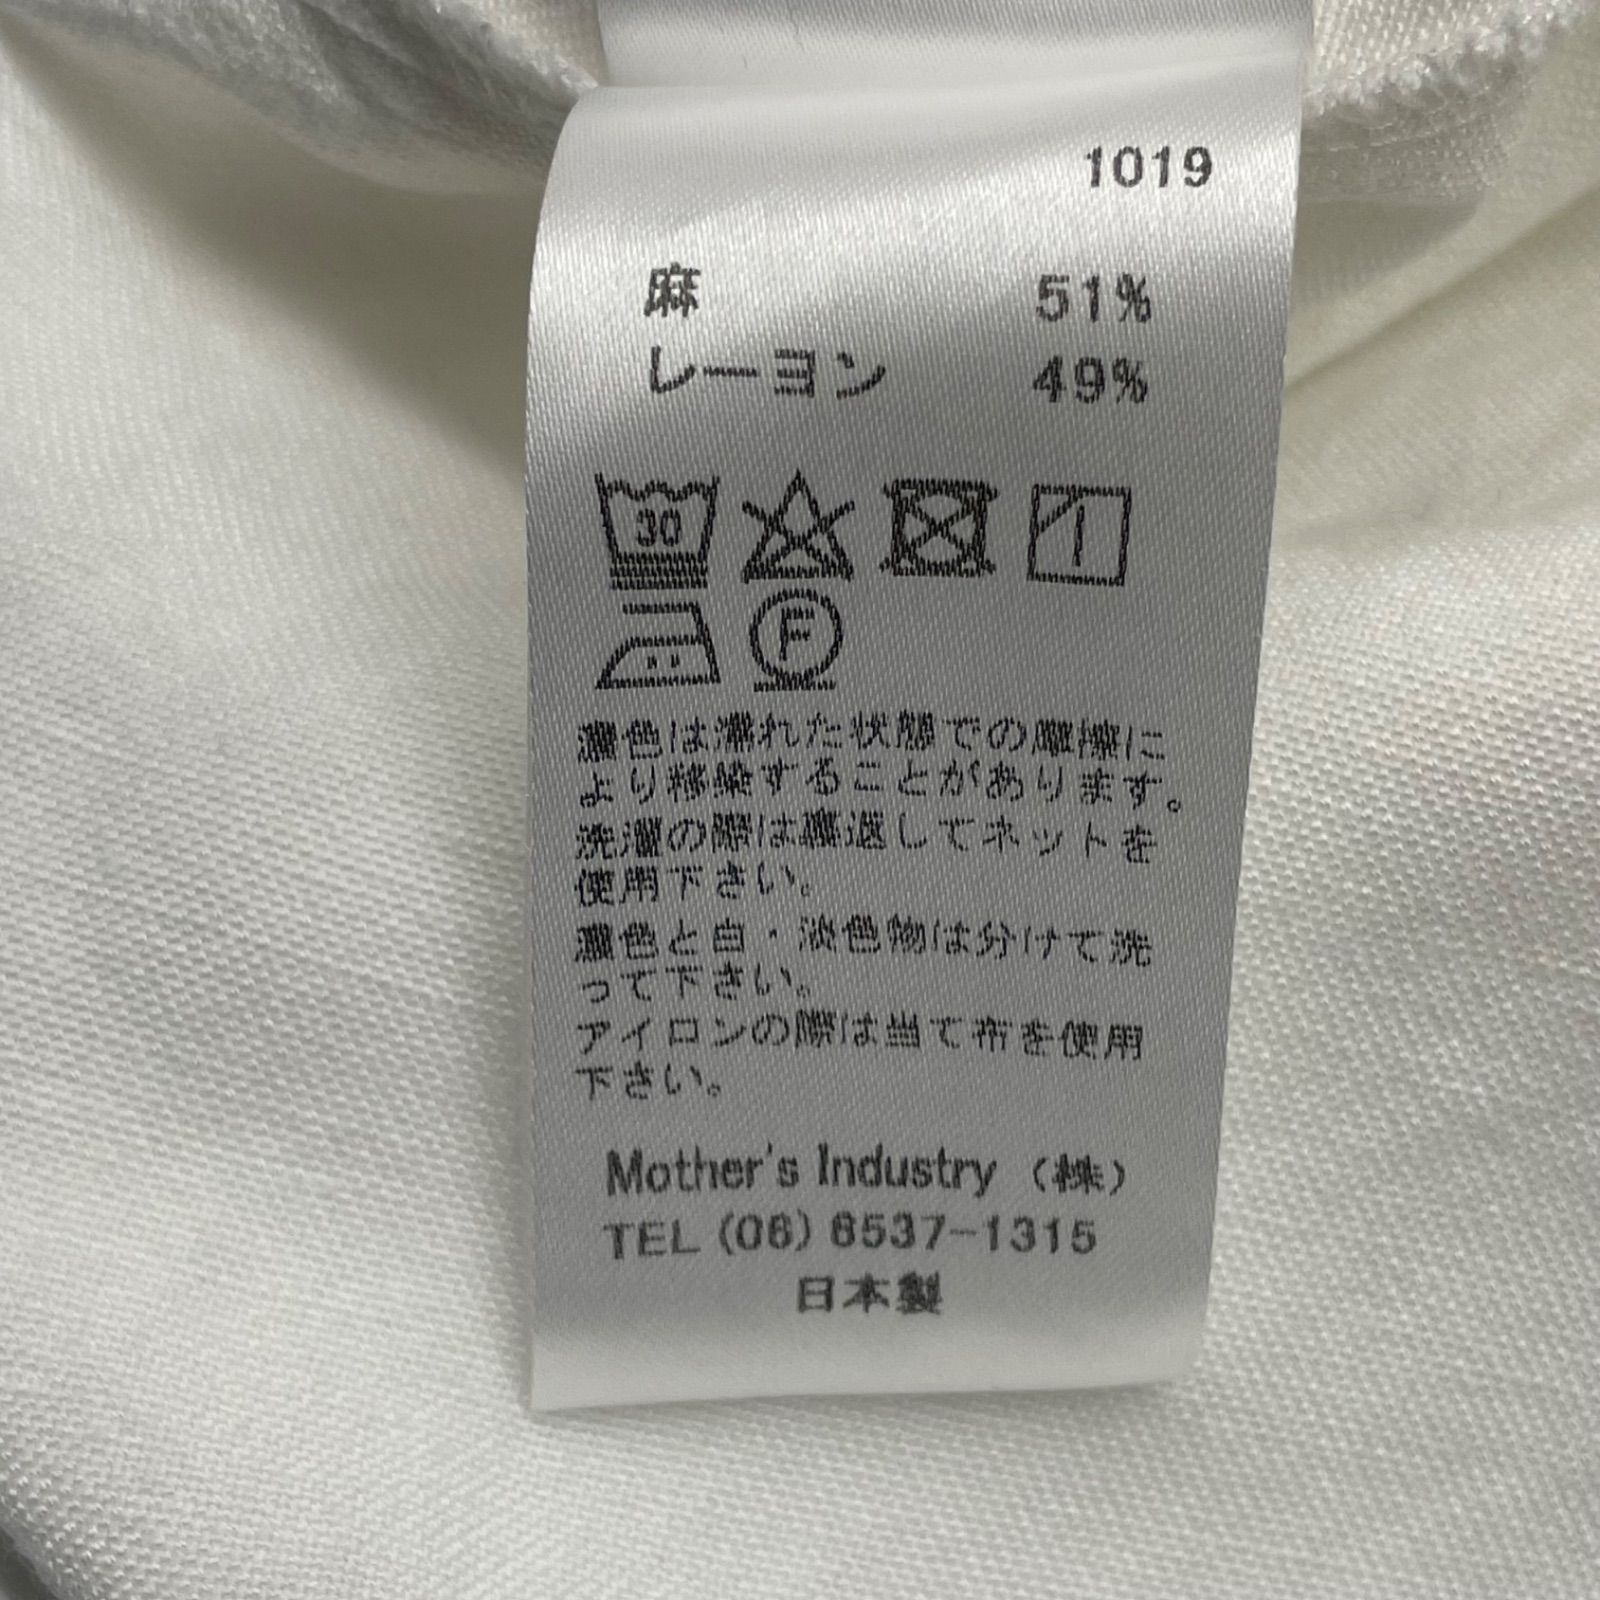 1019
麻 51%
レーヨン 49%
30
F
濃色は濡れた状態での摩擦に
より移染することがあります。
洗濯の際は裏返してネットを
使用下さい。
濃色と白・淡色物は分けて洗
って下さい。
アイロンの際は当て布を使用
下さい。
Mother's Industry （株）
TEL (06) 6537-1315
日本製